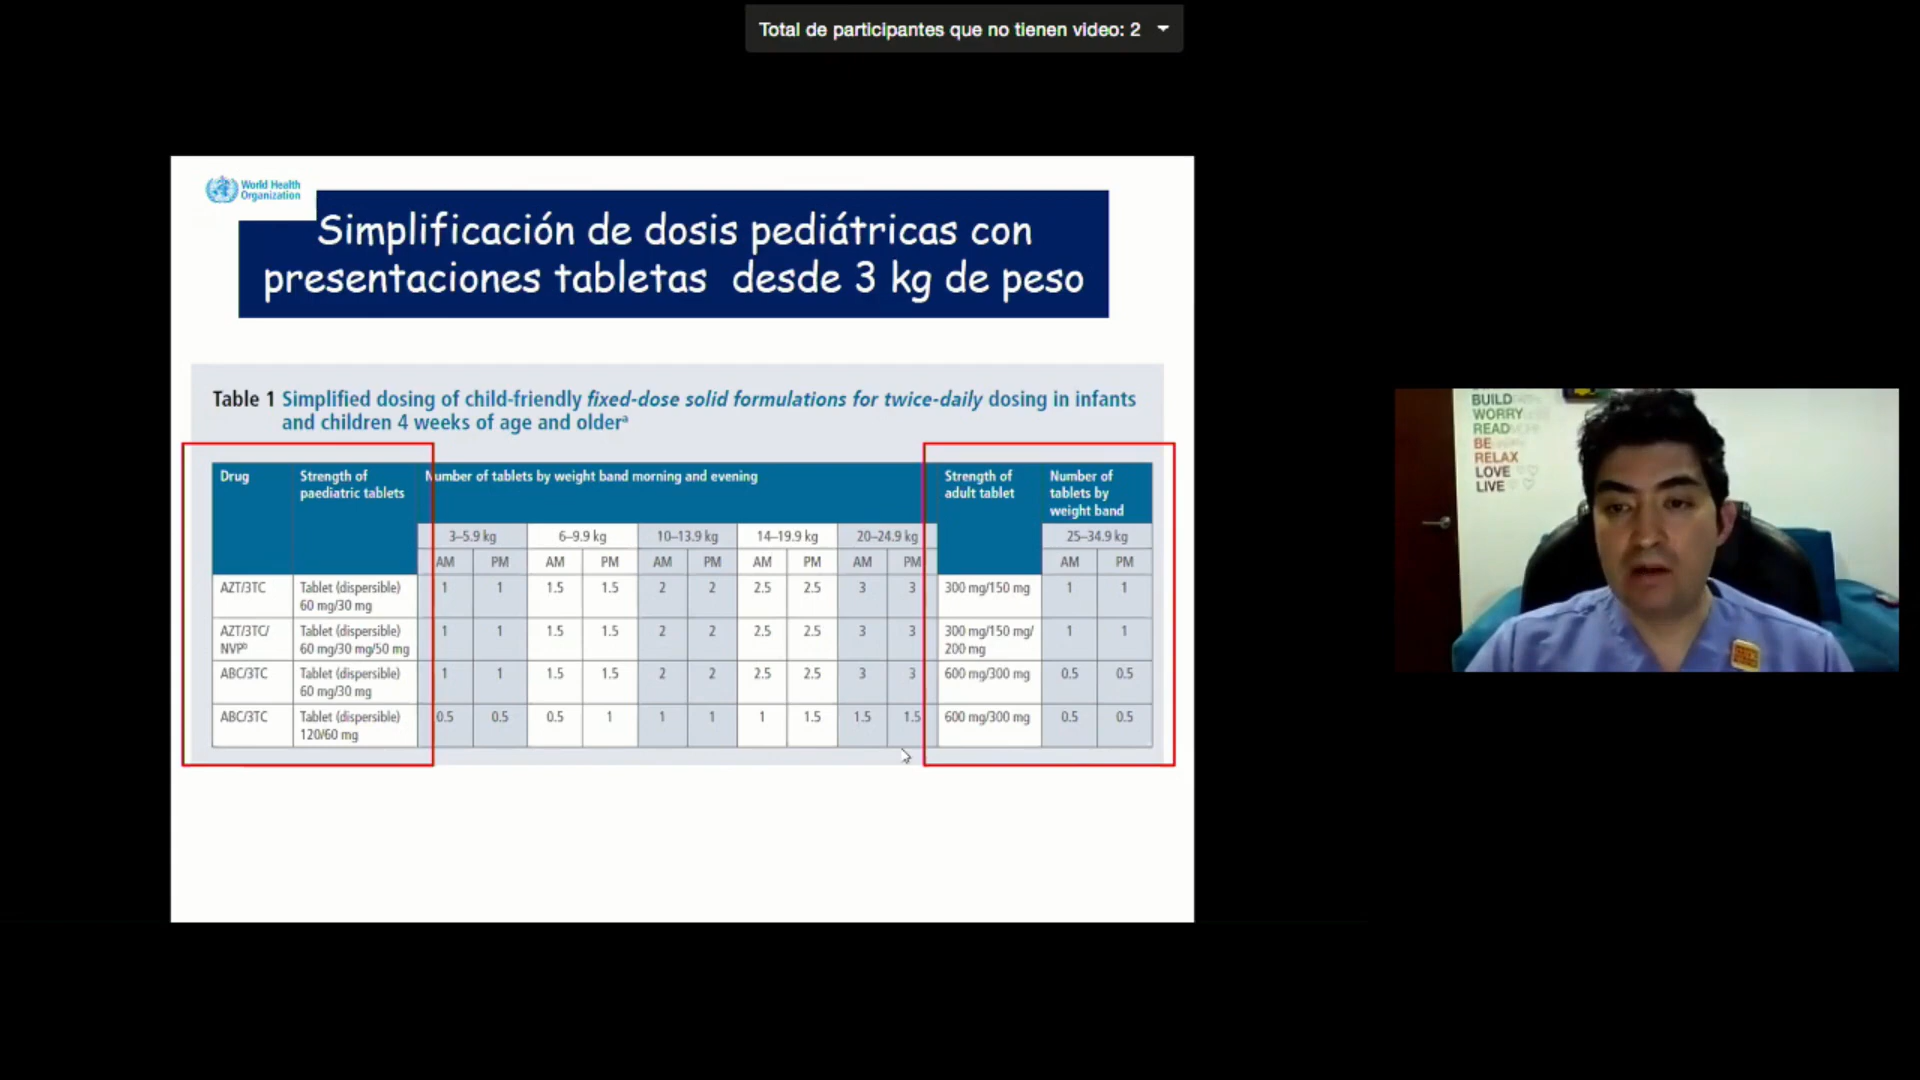 Total de participantes que no tienen video: 2
World Health
Organization
Simplificación de dosis pediátricas con
presentaciones tabletas desde 3 kg de peso
Table 1 Simplified dosing of child-friendly fixed-dose solid formulations for twice-daily dosing in infants
and children 4 weeks of age and olderᵃ
Drug Strength of paediatric tablets Number of tablets by weight band morning and evening Strength of adult tablet Number of tablets by weight band
3–5.9 kg 6–9.9 kg 10–13.9 kg 14–19.9 kg 20–24.9 kg 25–34.9 kg
AM PM AM PM AM PM AM PM AM PM AM PM
AZT/3TC Tablet (dispersible) 60 mg/30 mg 1 1 1.5 1.5 2 2 2.5 2.5 3 3 300 mg/150 mg 1 1
AZT/3TC/NVPᵇ Tablet (dispersible) 60 mg/30 mg/50 mg 1 1 1.5 1.5 2 2 2.5 2.5 3 3 300 mg/150 mg/200 mg 1 1
ABC/3TC Tablet (dispersible) 60 mg/30 mg 1 1 1.5 1.5 2 2 2.5 2.5 3 3 600 mg/300 mg 0.5 0.5
ABC/3TC Tablet (dispersible) 120/60 mg 0.5 0.5 0.5 1 1 1 1 1.5 1.5 1.5 600 mg/300 mg 0.5 0.5
BUILD
WORRY
READ
BE
RELAX
LOVE
LIVE